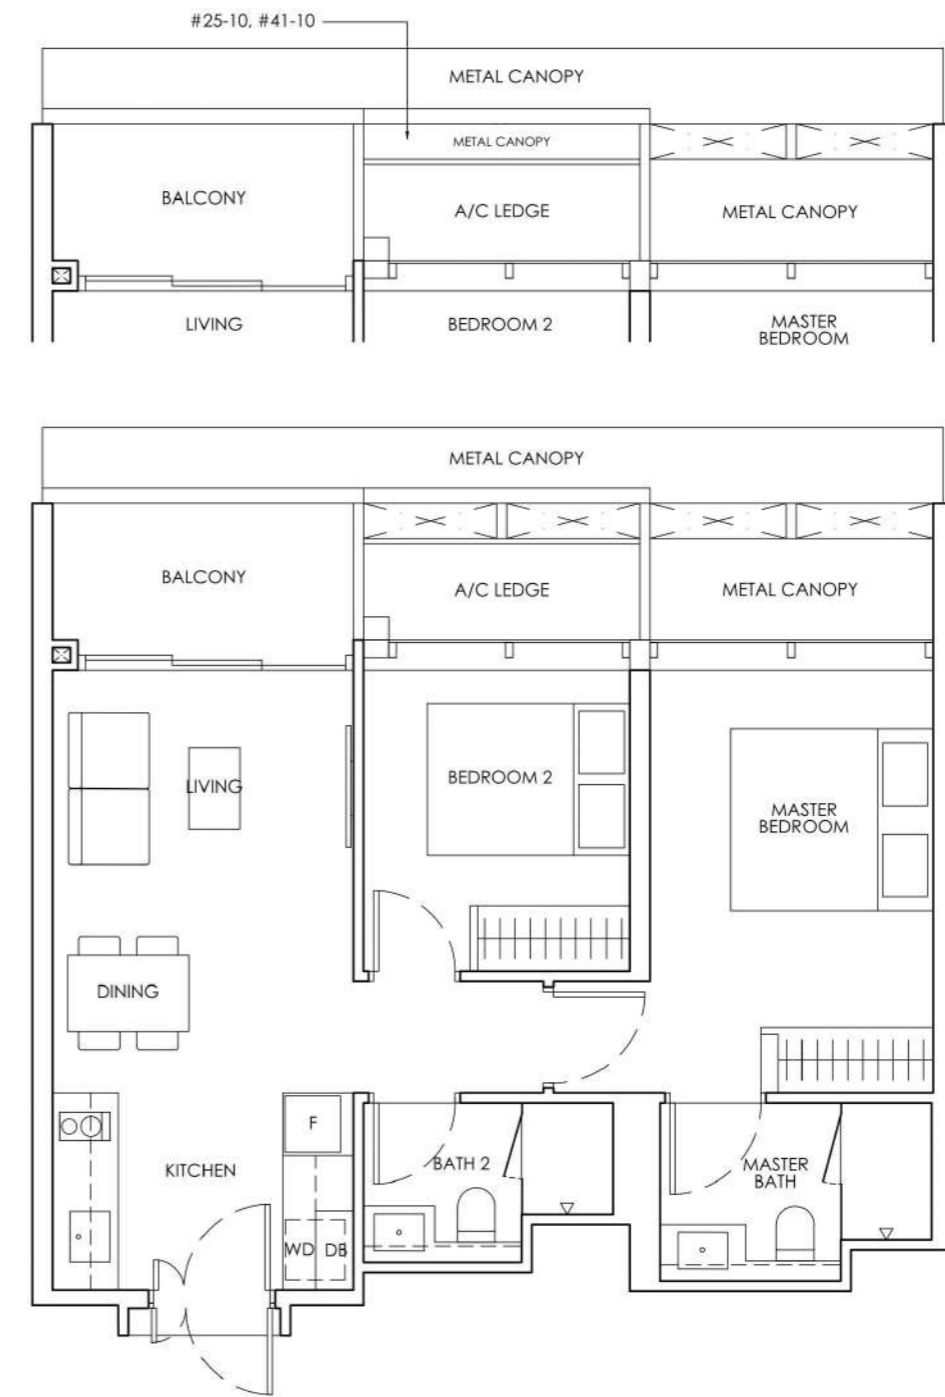 #25-10, #41-10
METAL CANOPY
METAL CANOPY
BALCONY
A/C LEDGE
METAL CANOPY
LIVING
BEDROOM 2
MASTER
BEDROOM
METAL CANOPY
BALCONY
A/C LEDGE
METAL CANOPY
LIVING
BEDROOM 2
MASTER
BEDROOM
DINING
F
KITCHEN
BATH 2
MASTER
BATH
WD
DB